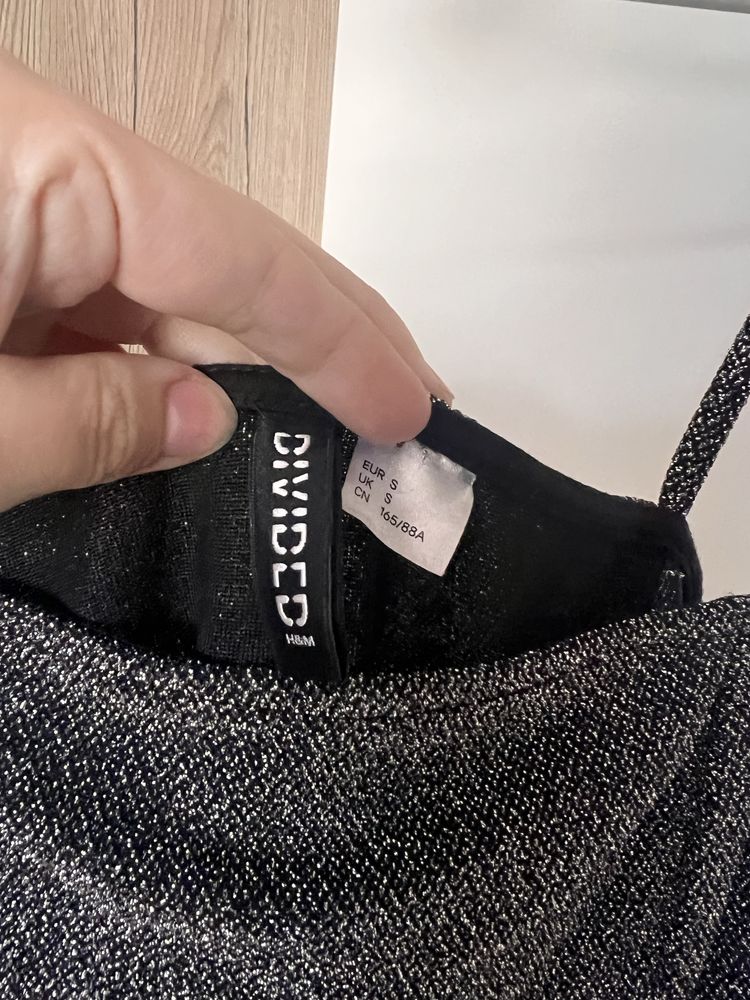 DIVIDED
H&M
EUR S
UK S
CN 165/88A